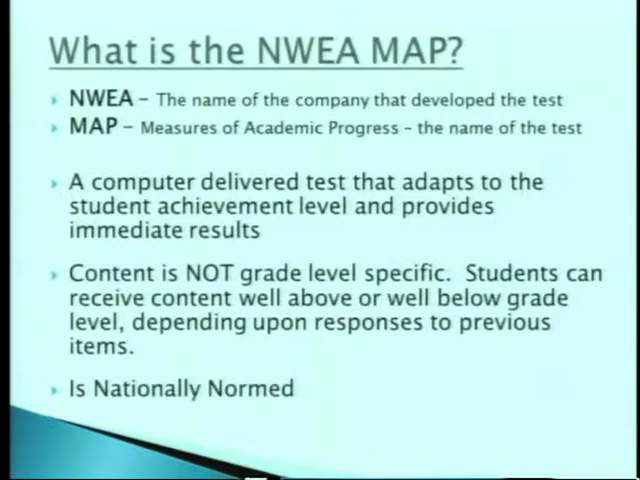 What is the NWEA MAP?
NWEA – The name of the company that developed the test
MAP – Measures of Academic Progress – the name of the test
A computer delivered test that adapts to the
student achievement level and provides
immediate results
Content is NOT grade level specific. Students can
receive content well above or well below grade
level, depending upon responses to previous
items.
Is Nationally Normed